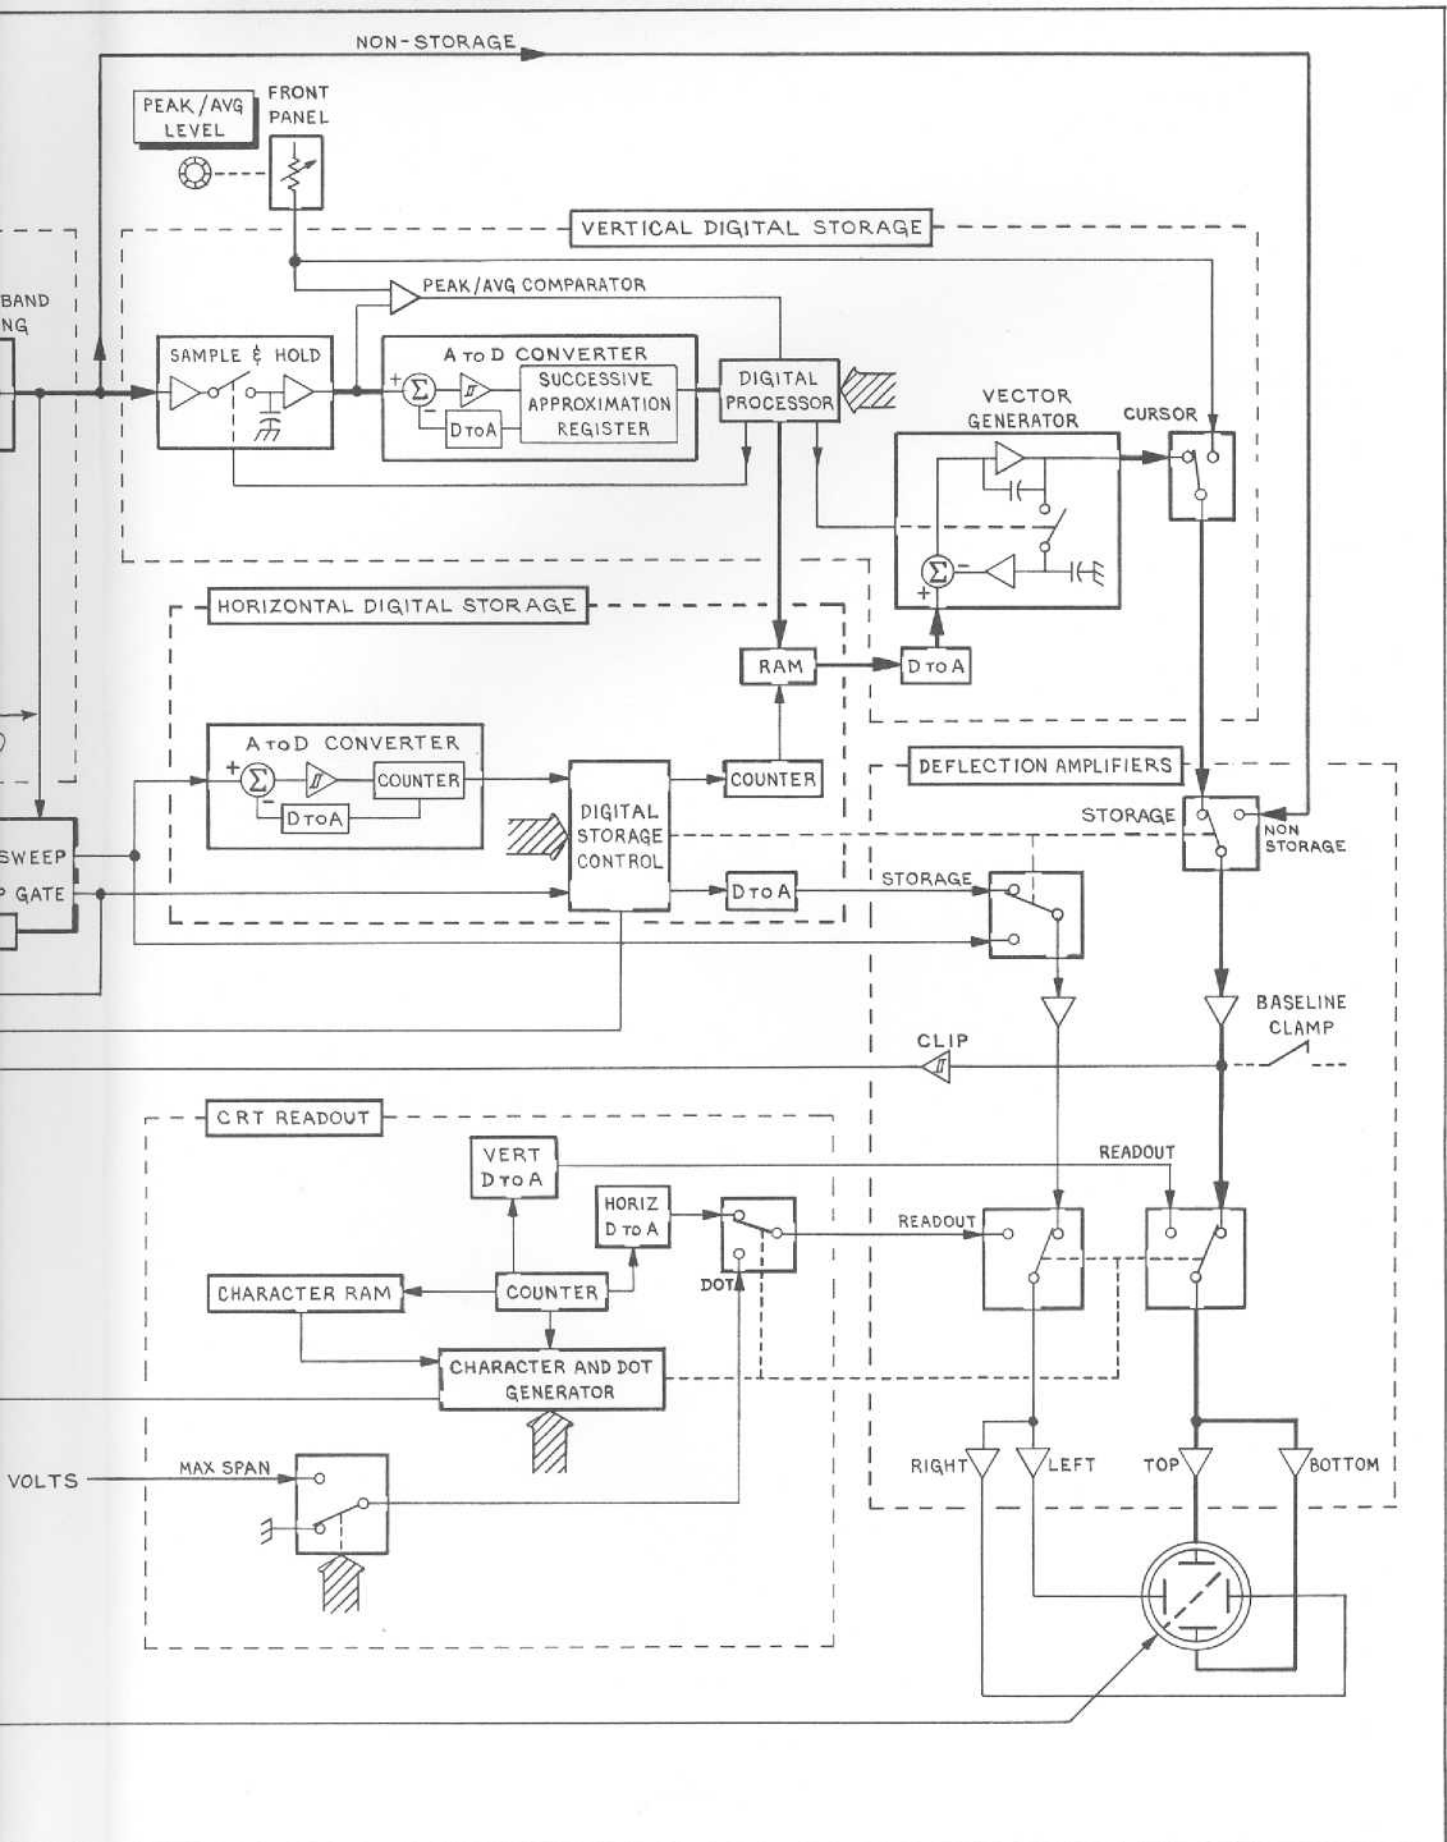 NON-STORAGE
PEAK/AVG
LEVEL
FRONT
PANEL
VERTICAL DIGITAL STORAGE
PEAK/AVG COMPARATOR
BAND
NG
SAMPLE & HOLD
A TO D CONVERTER
+
Σ
-
SUCCESSIVE
APPROXIMATION
REGISTER
D TO A
DIGITAL
PROCESSOR
VECTOR
GENERATOR
CURSOR
Σ
-
+
HORIZONTAL DIGITAL STORAGE
RAM
D TO A
A TO D CONVERTER
+
Σ
-
COUNTER
D TO A
DIGITAL
STORAGE
CONTROL
COUNTER
DEFLECTION AMPLIFIERS
STORAGE
NON
STORAGE
SWEEP
P GATE
D TO A
STORAGE
BASELINE
CLAMP
CLIP
CRT READOUT
VERT
D TO A
READOUT
HORIZ
D TO A
READOUT
CHARACTER RAM
COUNTER
DOT
CHARACTER AND DOT
GENERATOR
VOLTS
MAX SPAN
RIGHT
LEFT
TOP
BOTTOM